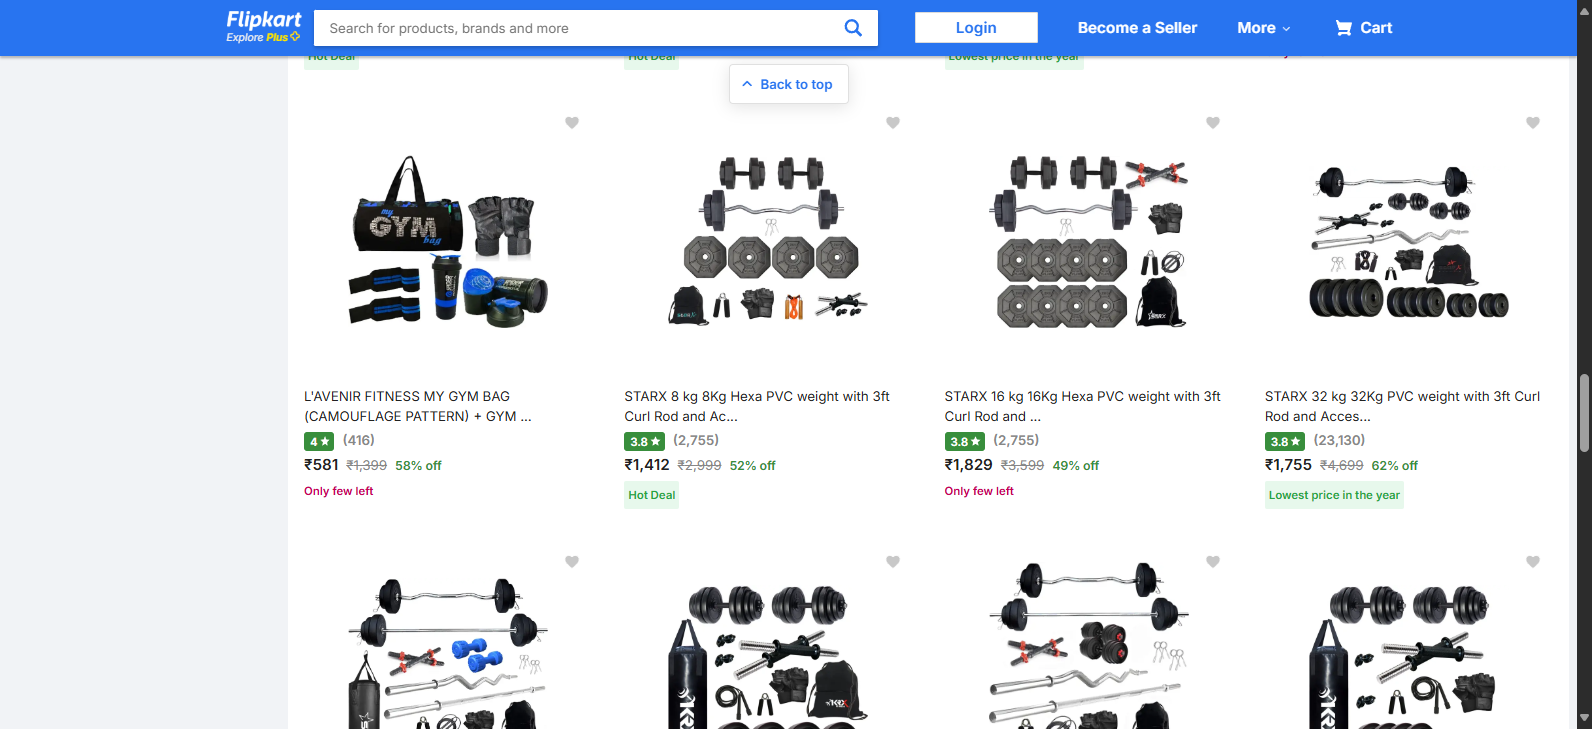 Flipkart
Explore Plus
Search for products, brands and more
Login
Become a Seller
More
Cart
Hot Deal
Hot Deal
Lowest price in the year
Back to top
my
GYM
bag
L'AVENIR FITNESS MY GYM BAG
(CAMOUFLAGE PATTERN) + GYM ...
4 ★ (416)
₹581 ₹1,399 58% off
Only few left
STARX 8 kg 8Kg Hexa PVC weight with 3ft
Curl Rod and Ac...
3.8 ★ (2,755)
₹1,412 ₹2,999 52% off
Hot Deal
STARX 16 kg 16Kg Hexa PVC weight with 3ft
Curl Rod and ...
3.8 ★ (2,755)
₹1,829 ₹3,599 49% off
Only few left
STARX 32 kg 32Kg PVC weight with 3ft Curl
Rod and Acces...
3.8 ★ (23,130)
₹1,755 ₹4,699 62% off
Lowest price in the year